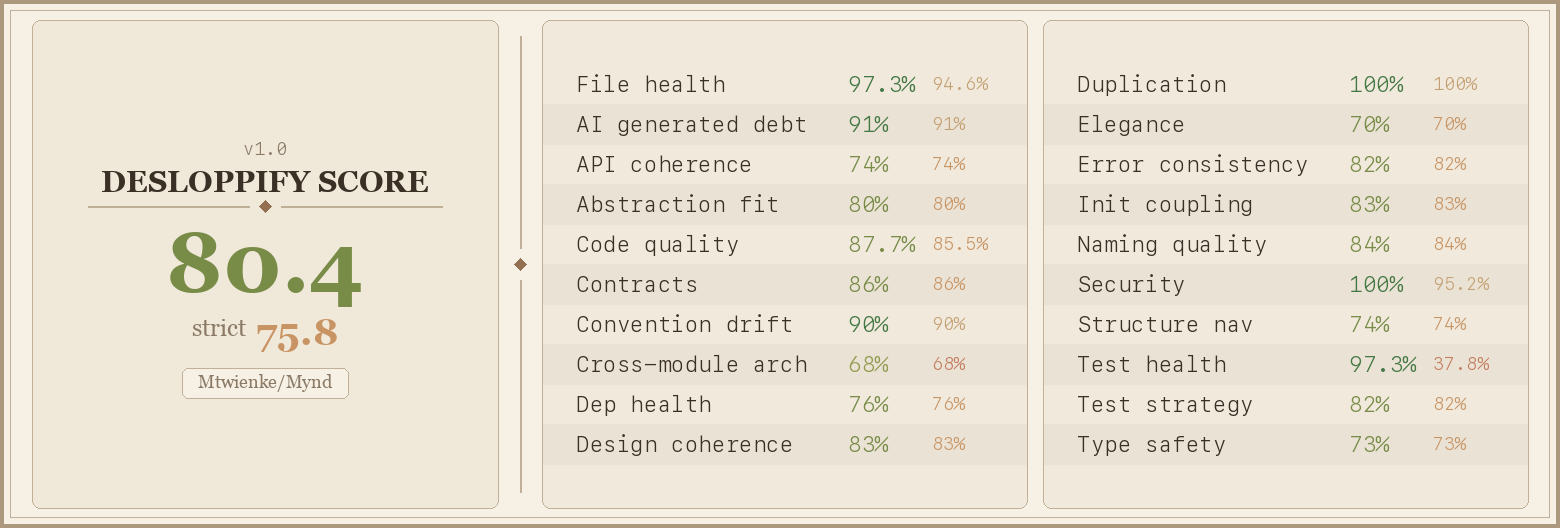 v1.0
DESLOPPIFY SCORE
80.4
strict 75.8
Mtwienke/Mynd
File health 97.3% 94.6%
AI generated debt 91% 91%
API coherence 74% 74%
Abstraction fit 80% 80%
Code quality 87.7% 85.5%
Contracts 86% 86%
Convention drift 90% 90%
Cross-module arch 68% 68%
Dep health 76% 76%
Design coherence 83% 83%
Duplication 100% 100%
Elegance 70% 70%
Error consistency 82% 82%
Init coupling 83% 83%
Naming quality 84% 84%
Security 100% 95.2%
Structure nav 74% 74%
Test health 97.3% 37.8%
Test strategy 82% 82%
Type safety 73% 73%